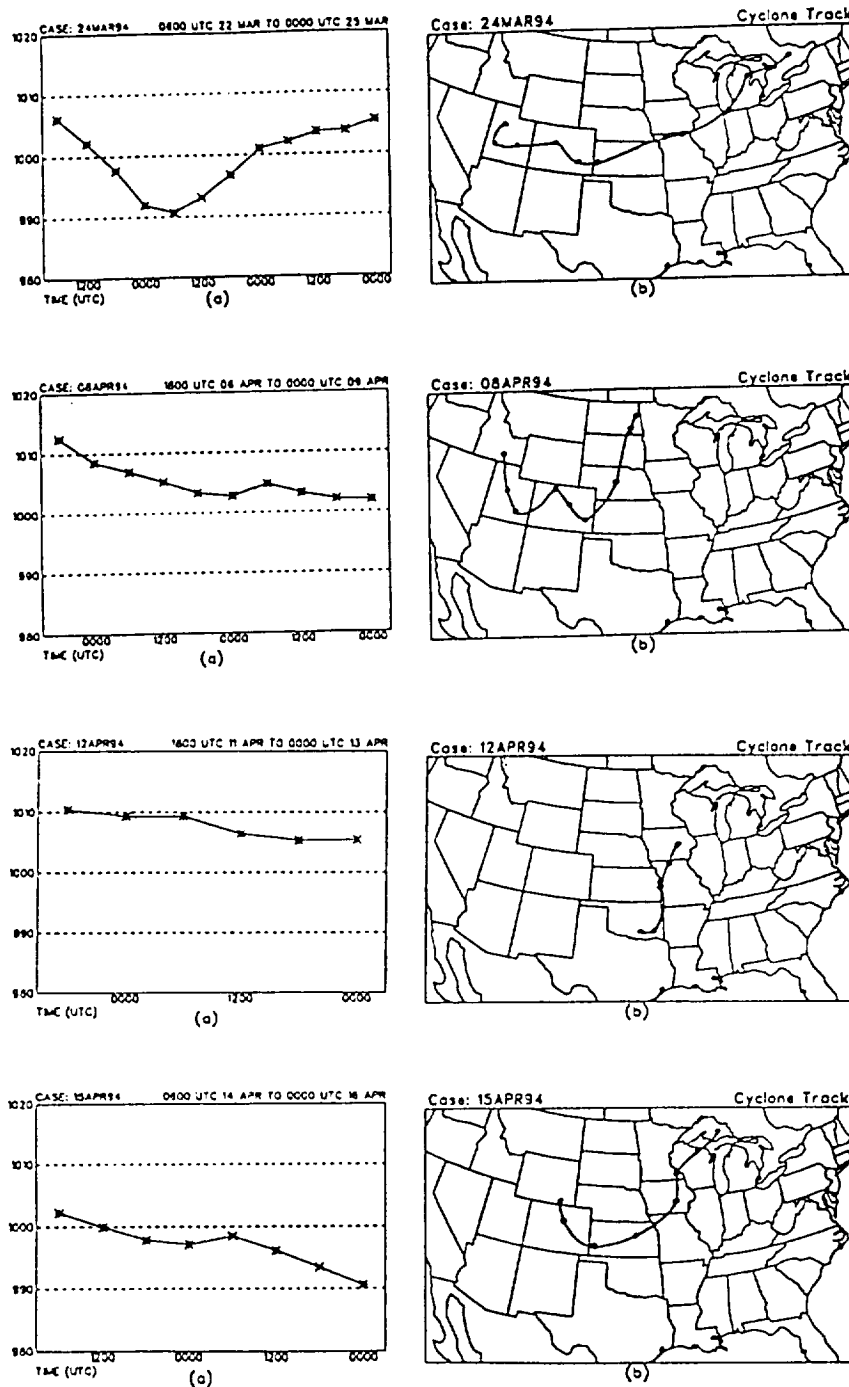 CASE: 24MAR94 0600 UTC 22 MAR TO 0000 UTC 25 MAR
1020
1010
1000
990
980
1200 0000 1200 0000 1200 0000
TIME (UTC)
(a)
Case: 24MAR94 Cyclone Track
(b)
CASE: 08APR94 1800 UTC 06 APR TO 0000 UTC 09 APR
1020
1010
1000
990
980
0000 1200 0000 1200 0000
TIME (UTC)
(a)
Case: 08APR94 Cyclone Track
(b)
CASE: 12APR94 1800 UTC 11 APR TO 0000 UTC 13 APR
1020
1010
1000
990
980
0000 1200 0000
TIME (UTC)
(a)
Case: 12APR94 Cyclone Track
(b)
CASE: 15APR94 0600 UTC 14 APR TO 0000 UTC 16 APR
1020
1010
1000
990
980
1200 0000 1200 0000
TIME (UTC)
(a)
Case: 15APR94 Cyclone Track
(b)